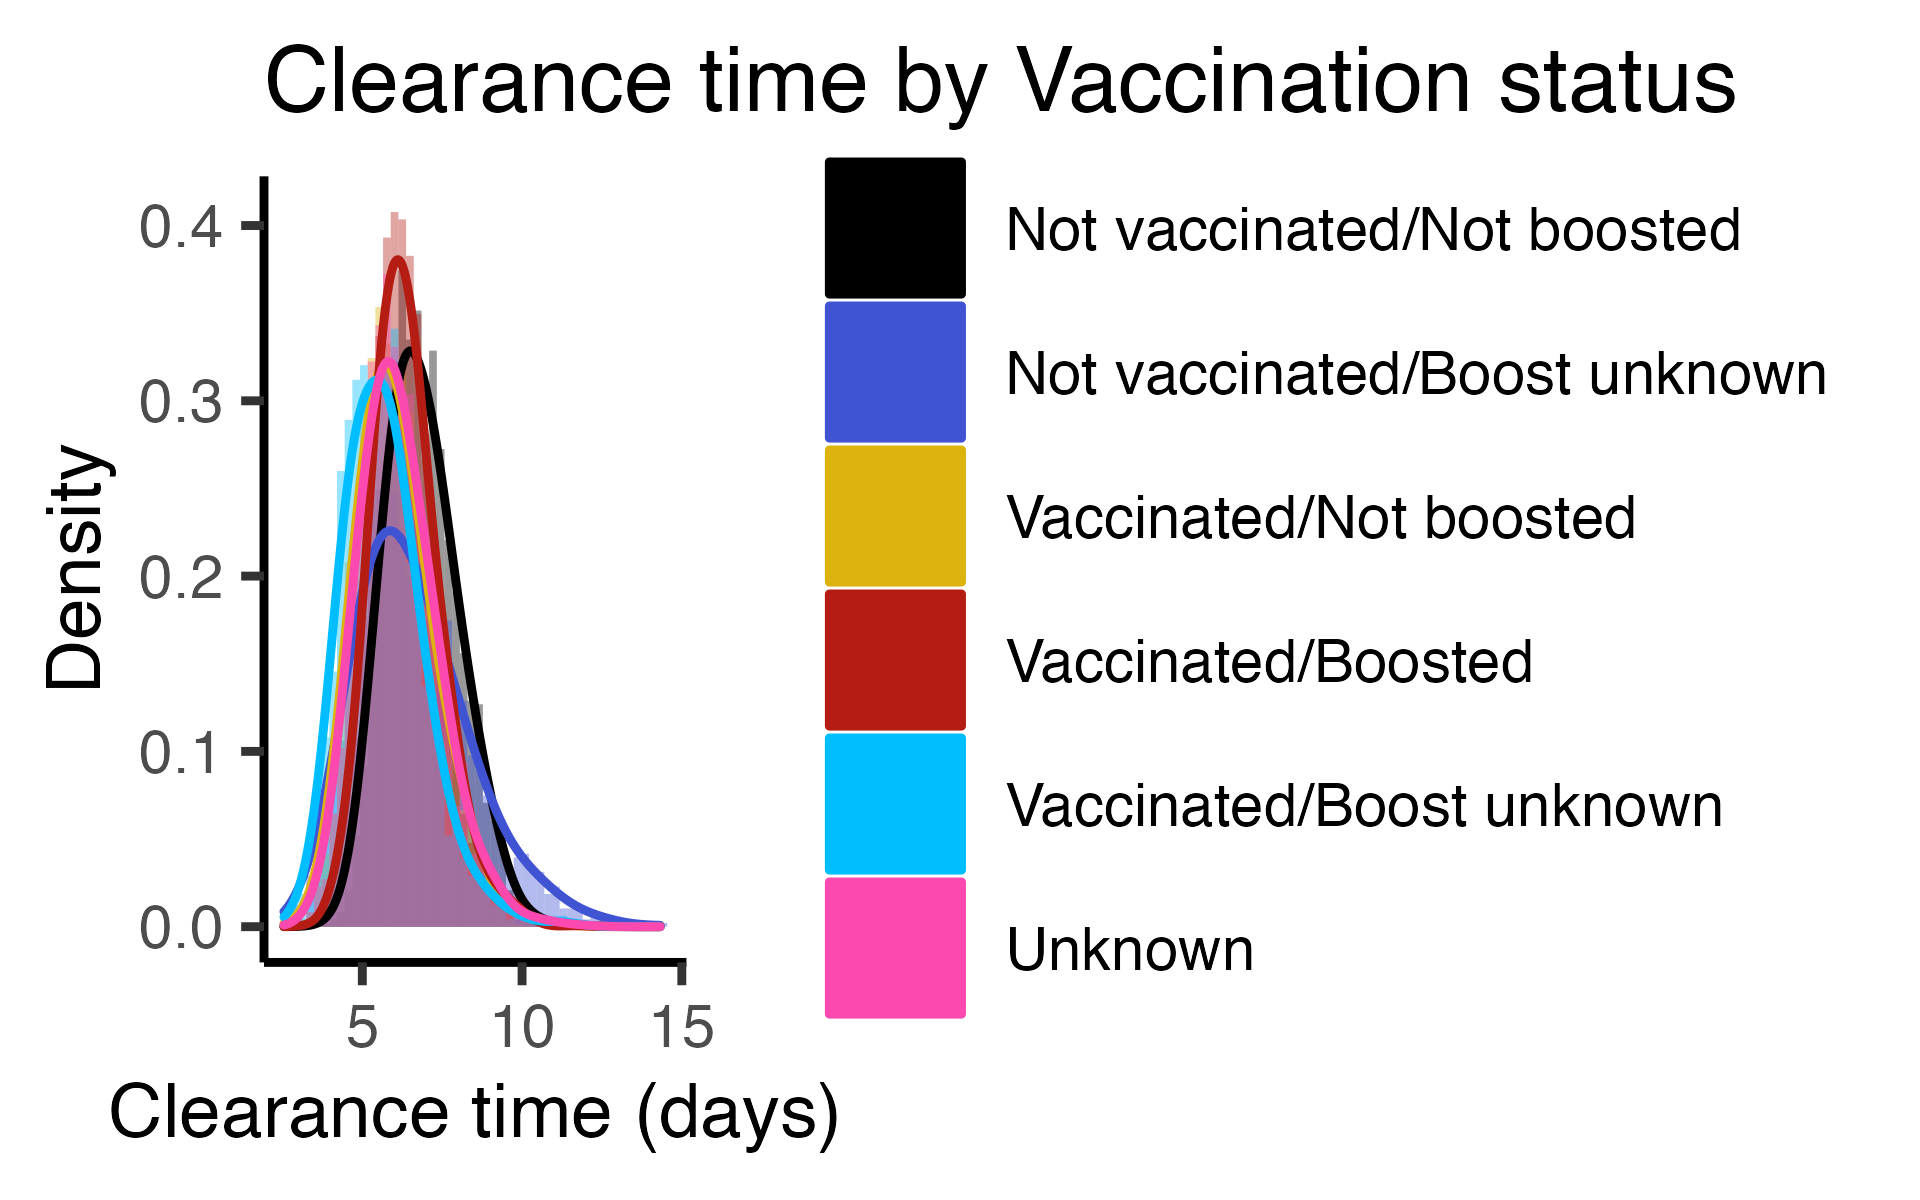 Clearance time by Vaccination status
Density
0.4
0.3
0.2
0.1
0.0
5 10 15
Clearance time (days)
Not vaccinated/Not boosted
Not vaccinated/Boost unknown
Vaccinated/Not boosted
Vaccinated/Boosted
Vaccinated/Boost unknown
Unknown